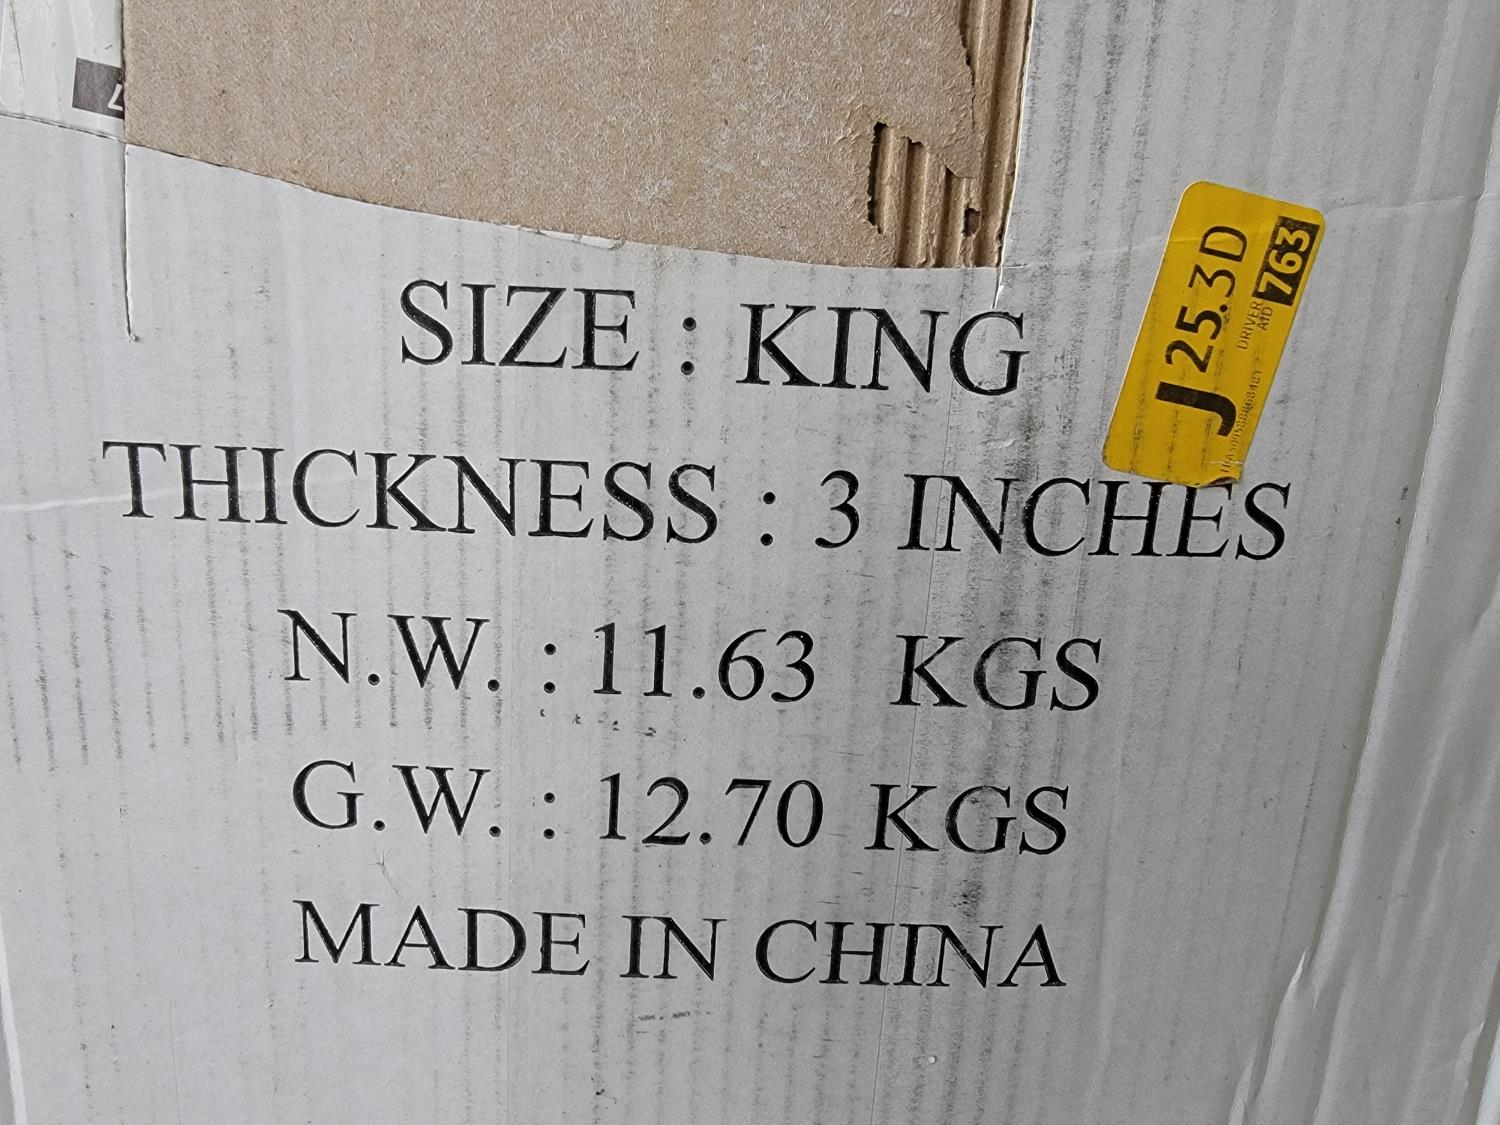 SIZE : KING
THICKNESS : 3 INCHES
N.W. : 11.63 KGS
G.W. : 12.70 KGS
MADE IN CHINA
J 25.3D
DRIVER AID 763